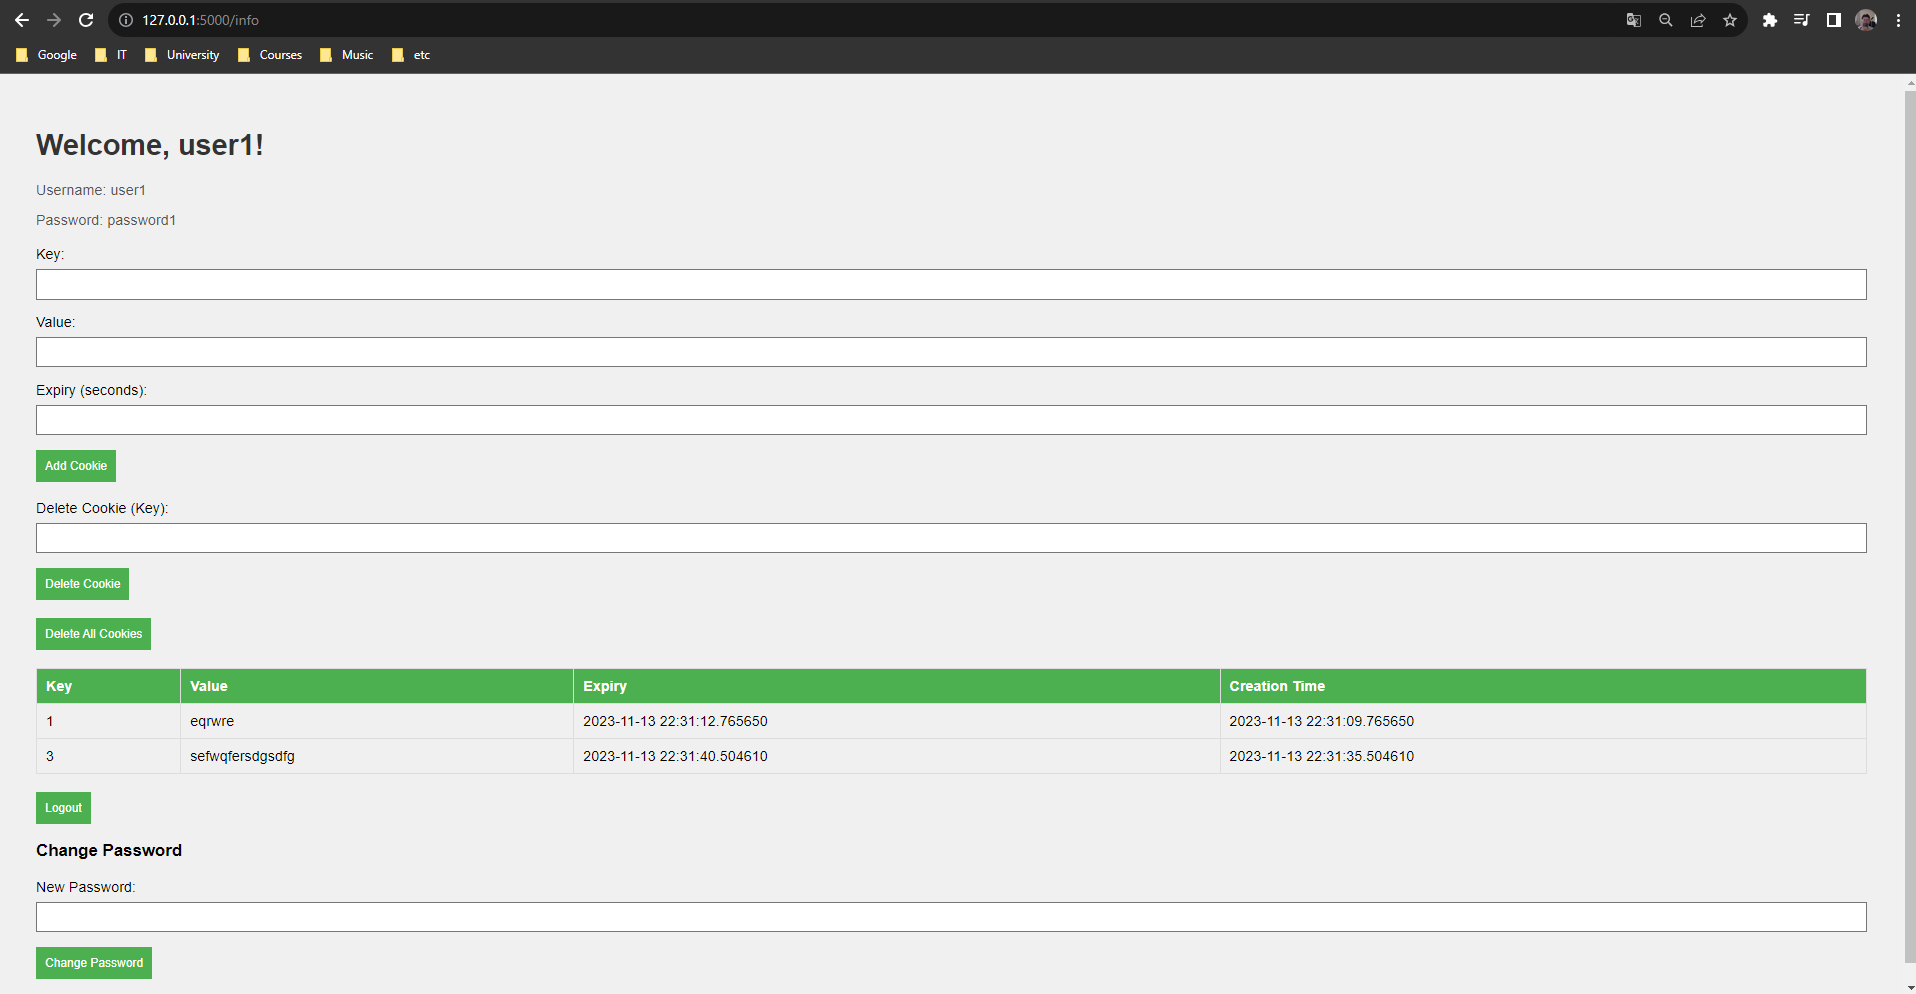 127.0.0.1:5000/info
Google IT University Courses Music etc
Welcome, user1!
Username: user1
Password: password1
Key:
Value:
Expiry (seconds):
Add Cookie
Delete Cookie (Key):
Delete Cookie
Delete All Cookies
Key Value Expiry Creation Time
1 eqrwre 2023-11-13 22:31:12.765650 2023-11-13 22:31:09.765650
3 sefwqfersdgsdfg 2023-11-13 22:31:40.504610 2023-11-13 22:31:35.504610
Logout
Change Password
New Password:
Change Password